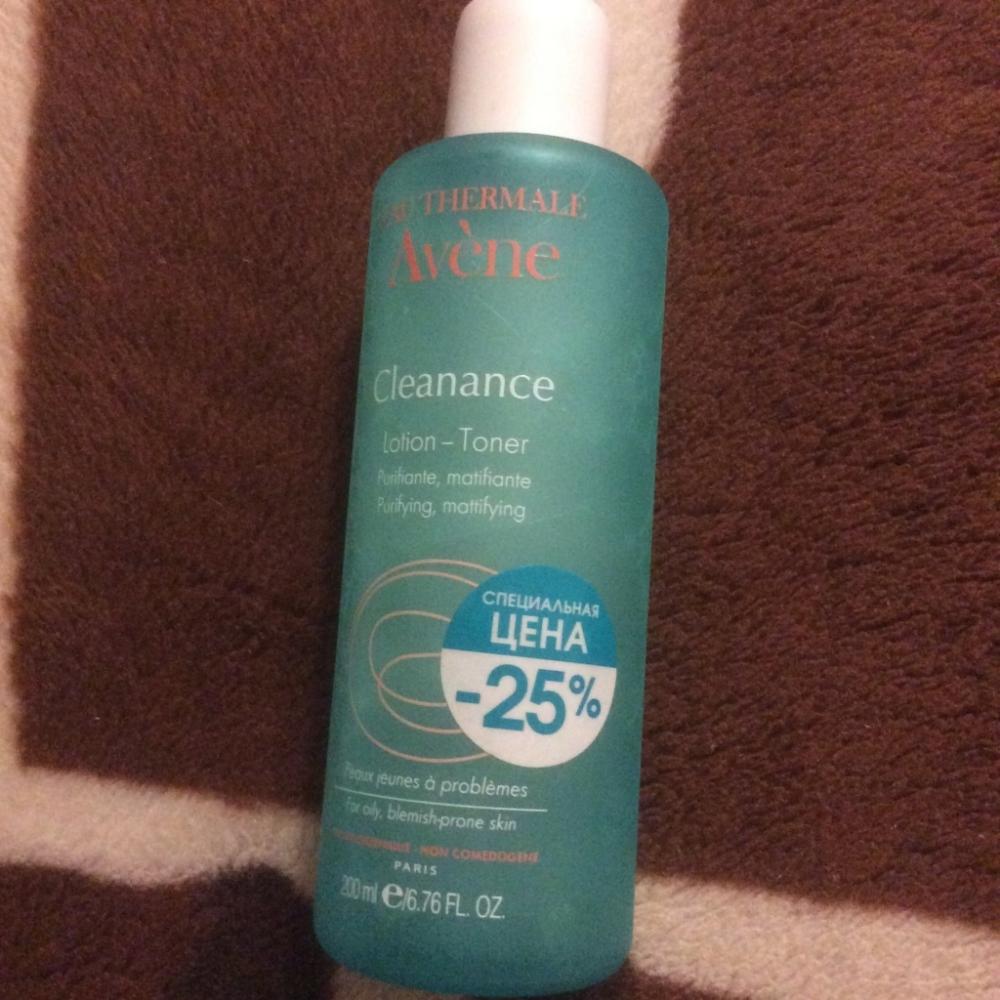 EAU THERMALE
Avène
Cleanance
Lotion – Toner
Purifiante, matifiante
Purifying, mattifying
СПЕЦИАЛЬНАЯ
ЦЕНА
-25%
Peaux jeunes à problèmes
For oily, blemish-prone skin
NON COMEDOGENE
PARIS
200 ml e/6.76 FL. OZ.